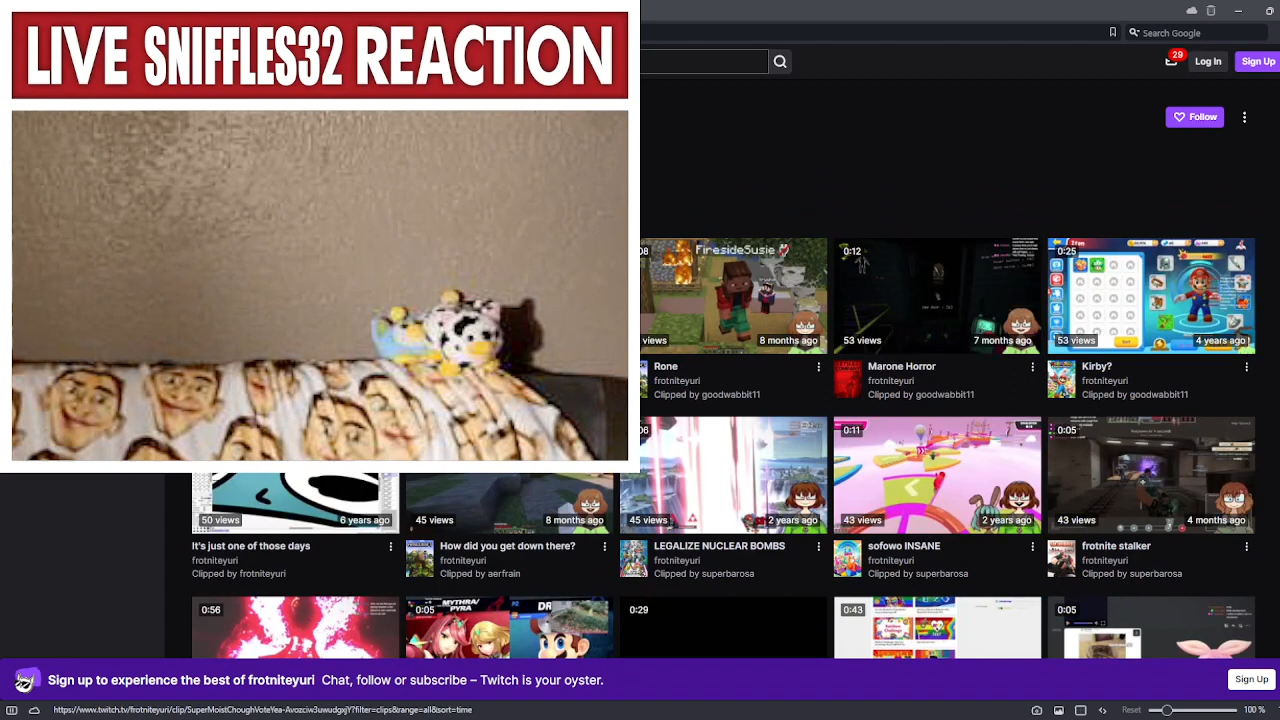 LIVE SNIFFLES32 REACTION
Search Google
29
Log In
Sign Up
Follow
FiresideSusie
views
8 months ago
0:12
53 views
7 months ago
0:25
53 views
4 years ago
Rone
frotniteyuri
Clipped by goodwabbit11
Marone Horror
frotniteyuri
Clipped by goodwabbit11
Kirby?
frotniteyuri
Clipped by goodwabbit11
50 views
6 years ago
45 views
8 months ago
45 views
2 years ago
0:11
43 views
2 years ago
0:05
43 views
4 months ago
It's just one of those days
frotniteyuri
Clipped by frotniteyuri
How did you get down there?
frotniteyuri
Clipped by aerfrain
LEGALIZE NUCLEAR BOMBS
frotniteyuri
Clipped by superbarosa
sofowo INSANE
frotniteyuri
Clipped by superbarosa
frotnite stalker
frotniteyuri
Clipped by superbarosa
0:56
0:05
MYTHRA/
PYRA
P2
DR
0:29
0:43
0:05
Sign up to experience the best of frotniteyuri Chat, follow or subscribe – Twitch is your oyster.
Sign Up
Reset
100 %